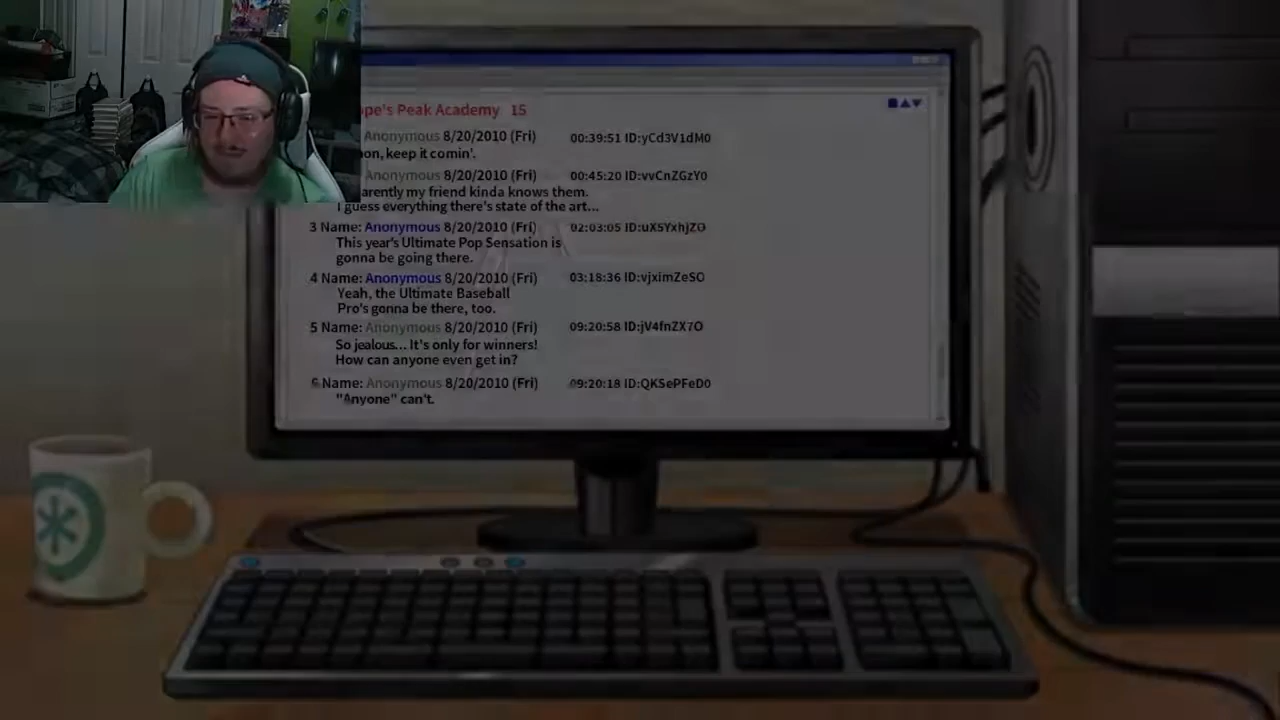 ope's Peak Academy 15
Anonymous 8/20/2010 (Fri) 00:39:51 ID:yCd3V1dM0
on, keep it comin'.
Anonymous 8/20/2010 (Fri) 00:45:20 ID:vvCnZGzY0
arently my friend kinda knows them.
I guess everything there's state of the art...
3 Name: Anonymous 8/20/2010 (Fri) 02:03:05 ID:uX5YxhjZO
This year's Ultimate Pop Sensation is
gonna be going there.
4 Name: Anonymous 8/20/2010 (Fri) 03:18:36 ID:vjximZeSO
Yeah, the Ultimate Baseball
Pro's gonna be there, too.
5 Name: Anonymous 8/20/2010 (Fri) 09:20:58 ID:jV4fnZX7O
So jealous... It's only for winners!
How can anyone even get in?
6 Name: Anonymous 8/20/2010 (Fri) 09:20:18 ID:QKSePFeD0
"Anyone" can't.